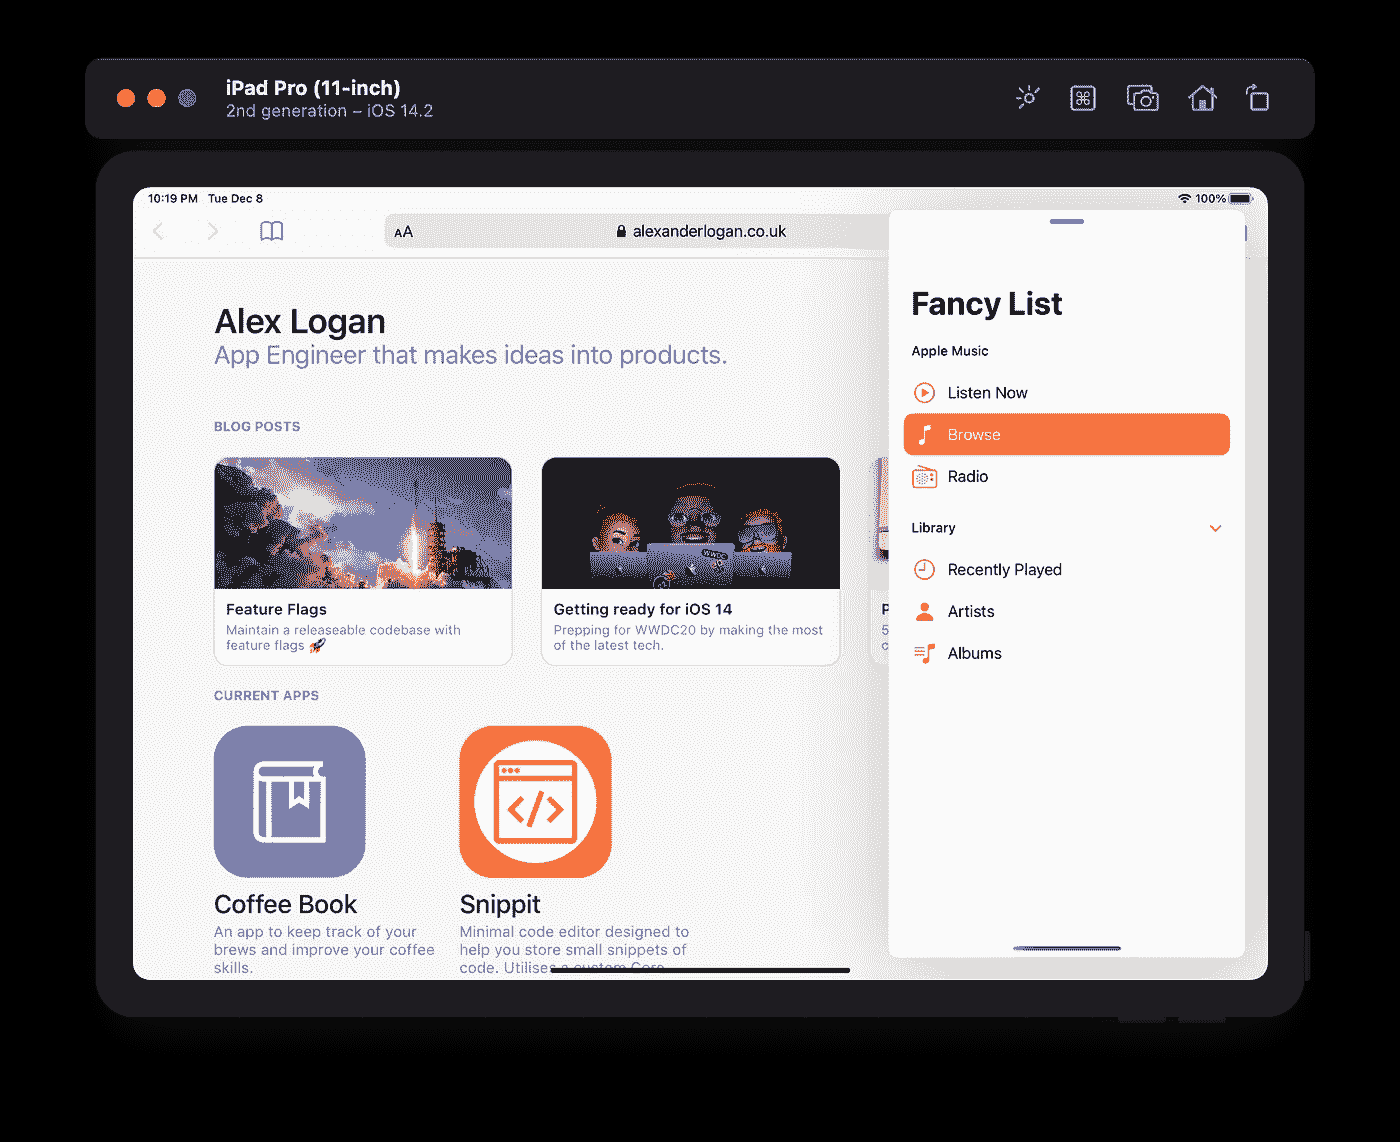 iPad Pro (11-inch)
2nd generation – iOS 14.2
10:19 PM Tue Dec 8
100%
AA
alexanderlogan.co.uk
Alex Logan
App Engineer that makes ideas into products.
BLOG POSTS
WWDC
20
Feature Flags
Maintain a releaseable codebase with
feature flags 🚀
Getting ready for iOS 14
Prepping for WWDC20 by making the most
of the latest tech.
P
5
c
CURRENT APPS
</>
Coffee Book
An app to keep track of your
brews and improve your coffee
skills.
Snippit
Minimal code editor designed to
help you store small snippets of
code. Utilises a custom Core
Fancy List
Apple Music
Listen Now
Browse
Radio
Library
Recently Played
Artists
Albums